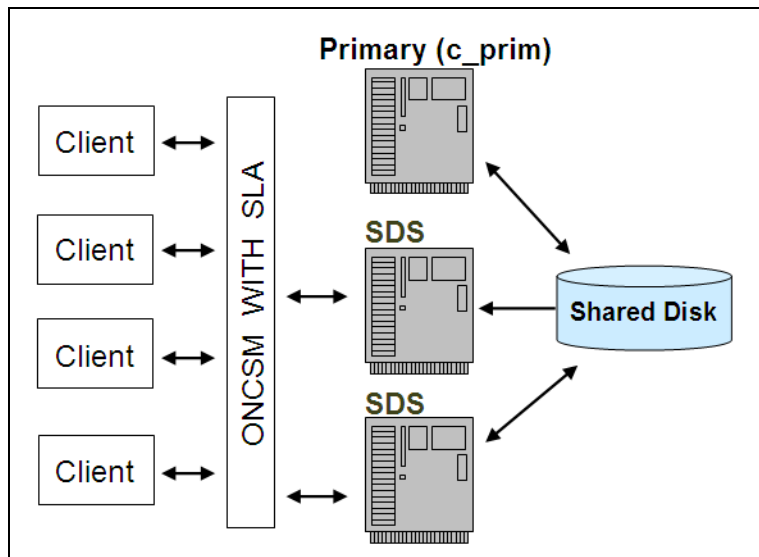 Primary (c_prim)
Client
Client
Client
Client
ONCSM WITH SLA
SDS
SDS
Shared Disk